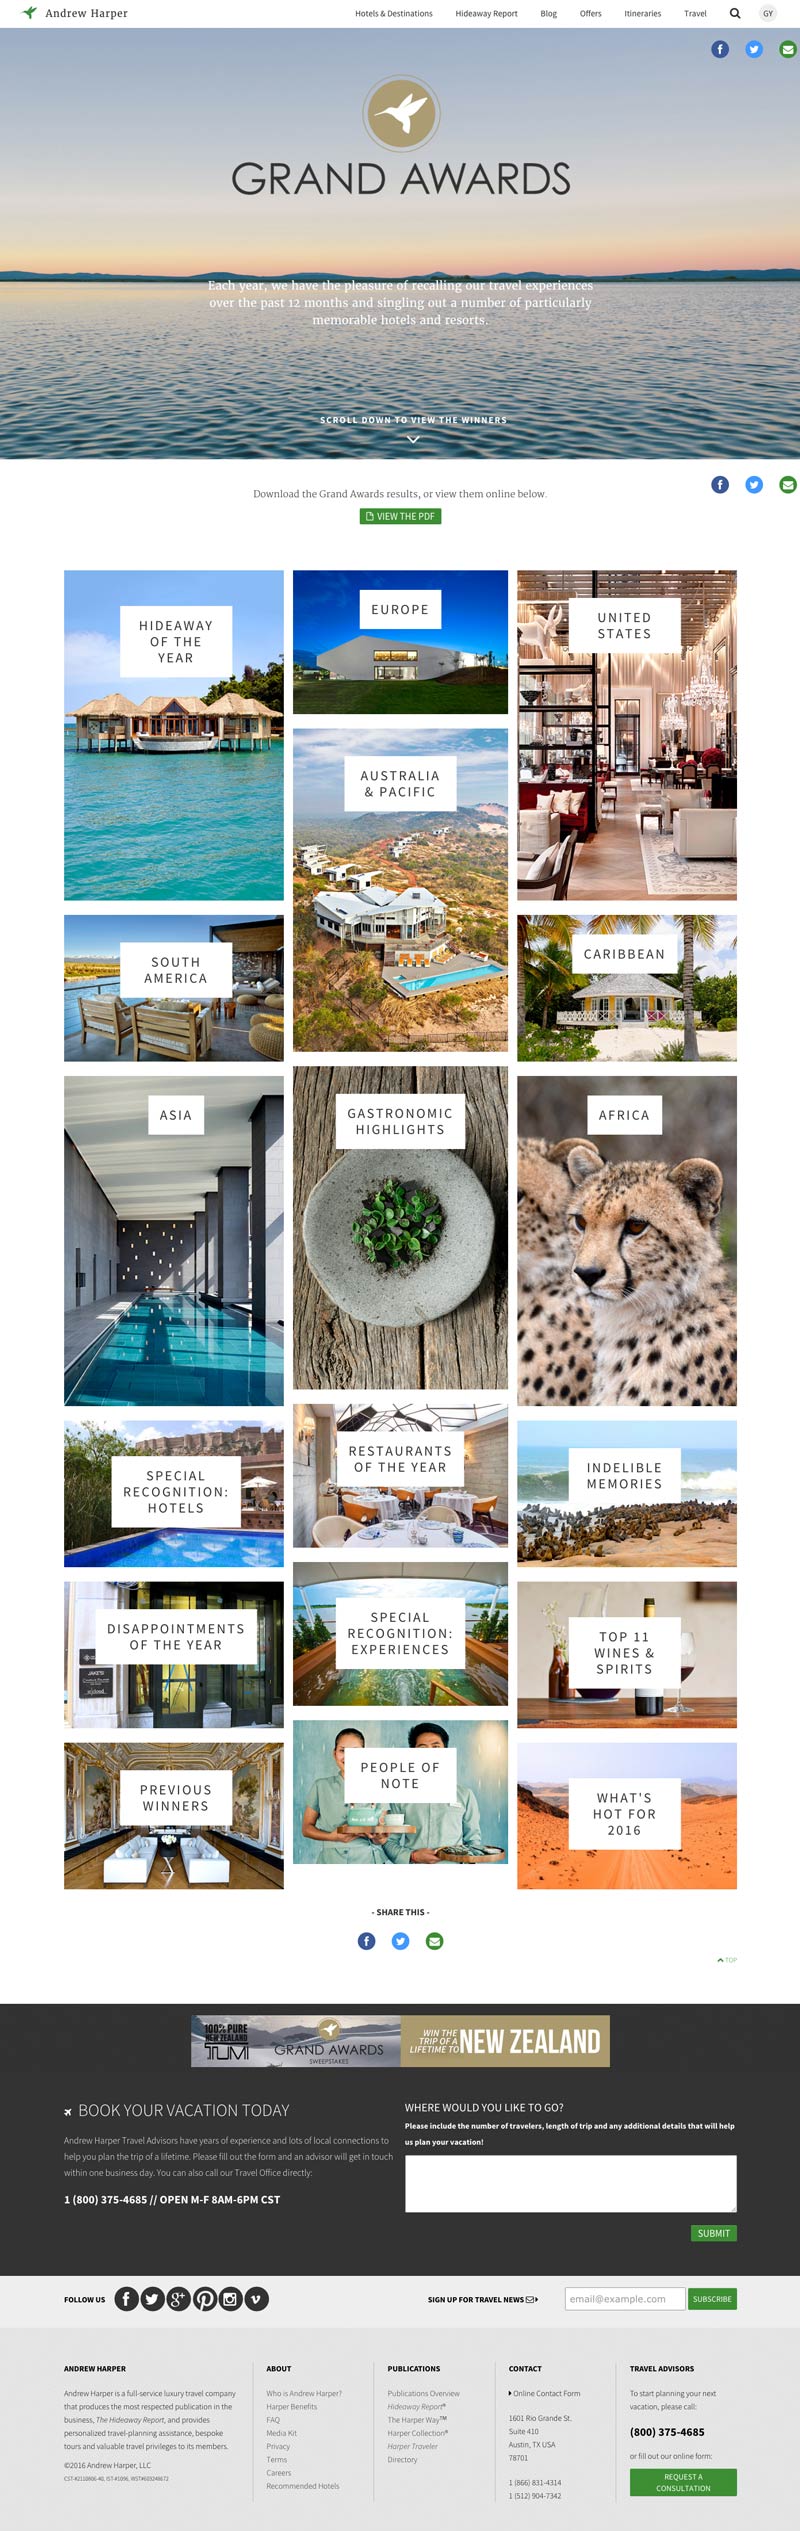 Andrew Harper
Hotels & Destinations
Hideaway Report
Blog
Offers
Itineraries
Travel
GY
GRAND AWARDS
Each year, we have the pleasure of recalling our travel experiences
over the past 12 months and singling out a number of particularly
memorable hotels and resorts.
SCROLL DOWN TO VIEW THE WINNERS
Download the Grand Awards results, or view them online below.
VIEW THE PDF
HIDEAWAY
OF THE
YEAR
EUROPE
UNITED
STATES
AUSTRALIA
& PACIFIC
SOUTH
AMERICA
CARIBBEAN
ASIA
GASTRONOMIC
HIGHLIGHTS
AFRICA
SPECIAL
RECOGNITION:
HOTELS
RESTAURANTS
OF THE YEAR
INDELIBLE
MEMORIES
DISAPPOINTMENTS
OF THE YEAR
SPECIAL
RECOGNITION:
EXPERIENCES
TOP 11
WINES &
SPIRITS
PREVIOUS
WINNERS
PEOPLE OF
NOTE
WHAT'S
HOT FOR
2016
- SHARE THIS -
TOP
100% PURE
NEW ZEALAND
TUMI
GRAND AWARDS
SWEEPSTAKES
WIN THE
TRIP OF A
LIFETIME TO
NEW ZEALAND
BOOK YOUR VACATION TODAY
Andrew Harper Travel Advisors have years of experience and lots of local connections to
help you plan the trip of a lifetime. Please fill out the form and an advisor will get in touch
within one business day. You can also call our Travel Office directly:
1 (800) 375-4685 // OPEN M-F 8AM-6PM CST
WHERE WOULD YOU LIKE TO GO?
Please include the number of travelers, length of trip and any additional details that will help
us plan your vacation!
SUBMIT
FOLLOW US
SIGN UP FOR TRAVEL NEWS
email@example.com
SUBSCRIBE
ANDREW HARPER
Andrew Harper is a full-service luxury travel company
that produces the most respected publication in the
business, The Hideaway Report, and provides
personalized travel-planning assistance, bespoke
tours and valuable travel privileges to its members.
©2016 Andrew Harper, LLC
CST#2110606-40, IST#1096, WST#603249672
ABOUT
Who is Andrew Harper?
Harper Benefits
FAQ
Media Kit
Privacy
Terms
Careers
Recommended Hotels
PUBLICATIONS
Publications Overview
Hideaway Report®
The Harper Way™
Harper Collection®
Harper Traveler
Directory
CONTACT
Online Contact Form
1601 Rio Grande St.
Suite 410
Austin, TX USA
78701
1 (866) 831-4314
1 (512) 904-7342
TRAVEL ADVISORS
To start planning your next
vacation, please call:
(800) 375-4685
or fill out our online form:
REQUEST A
CONSULTATION